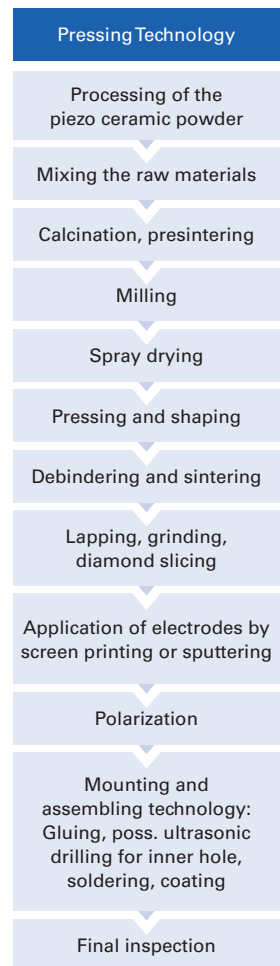 Pressing Technology
Processing of the
piezo ceramic powder
Mixing the raw materials
Calcination, presintering
Milling
Spray drying
Pressing and shaping
Debindering and sintering
Lapping, grinding,
diamond slicing
Application of electrodes by
screen printing or sputtering
Polarization
Mounting and
assembling technology:
Gluing, poss. ultrasonic
drilling for inner hole,
soldering, coating
Final inspection